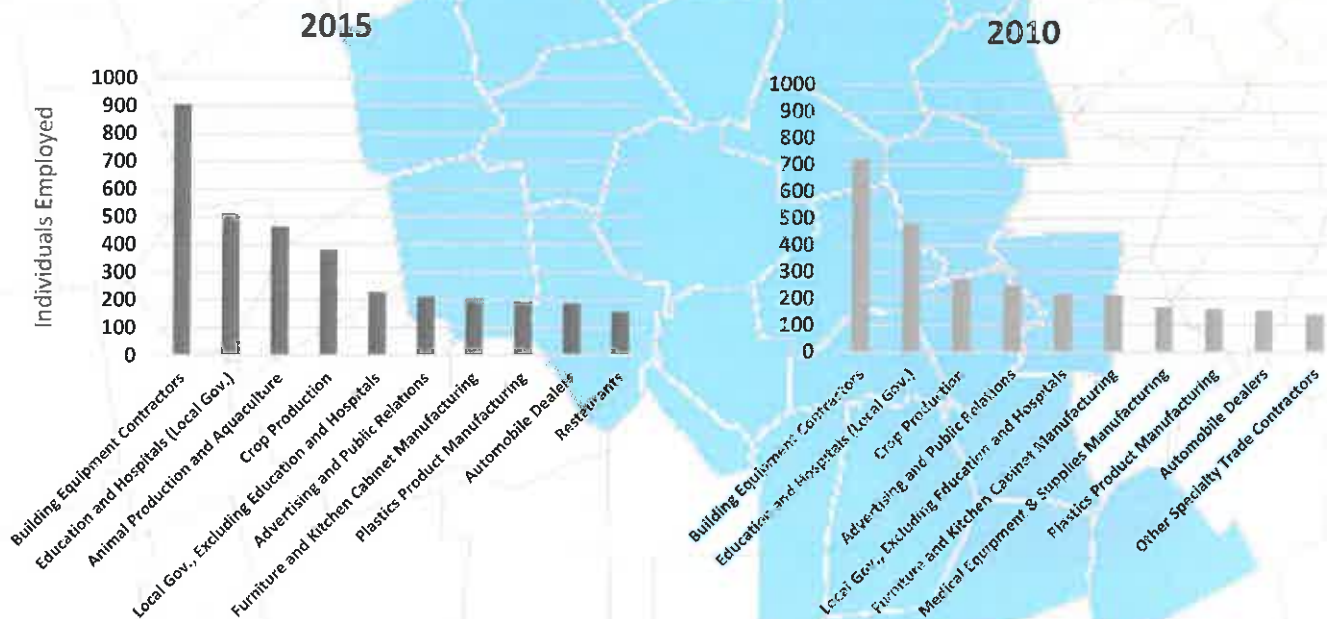 2015
Individuals Employed
1000
900
800
700
600
500
400
300
200
100
0
Building Equipment Contractors
Education and Hospitals (Local Gov.)
Animal Production and Aquaculture
Crop Production
Local Gov., Excluding Education and Hospitals
Advertising and Public Relations
Furniture and Kitchen Cabinet Manufacturing
Plastics Product Manufacturing
Automobile Dealers
Restaurants
2010
1000
900
800
700
600
500
400
300
200
100
0
Building Equipment Contractors
Education and Hospitals (Local Gov.)
Crop Production
Advertising and Public Relations
Local Gov., Excluding Education and Hospitals
Furniture and Kitchen Cabinet Manufacturing
Medical Equipment & Supplies Manufacturing
Plastics Product Manufacturing
Automobile Dealers
Other Specialty Trade Contractors